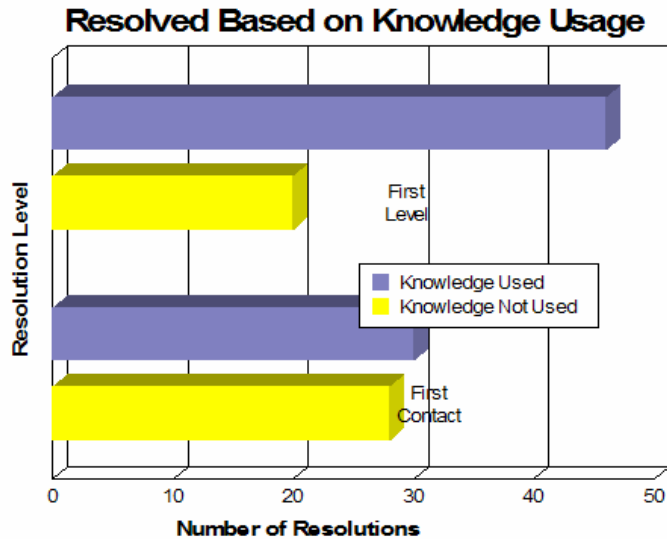 Resolved Based on Knowledge Usage
Resolution Level
First
Level
Knowledge Used
Knowledge Not Used
First
Contact
0 10 20 30 40 50
Number of Resolutions